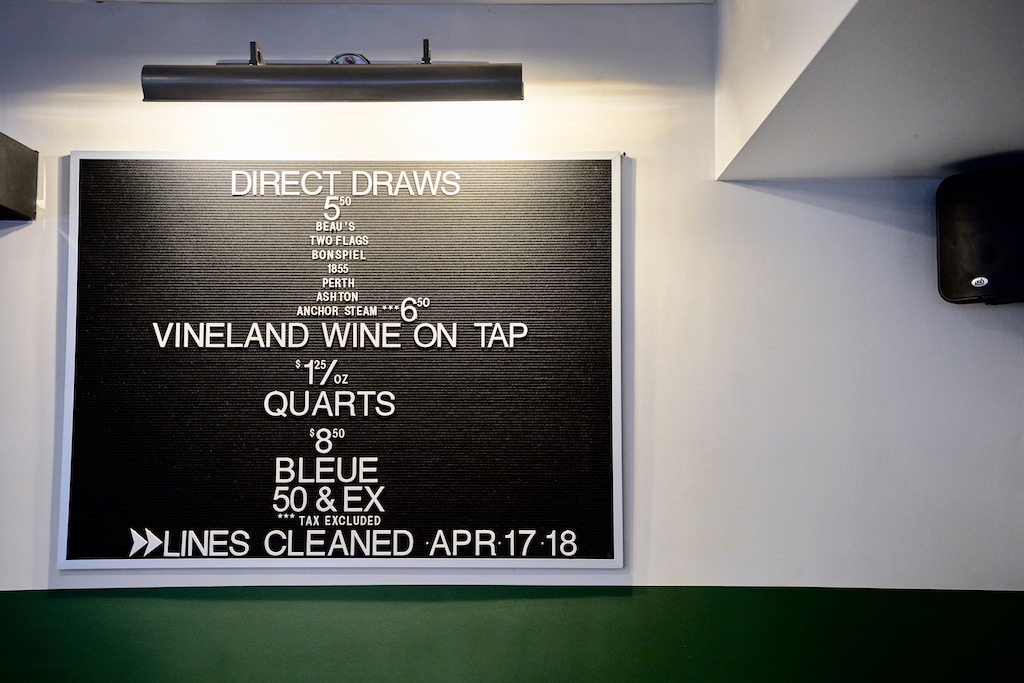 DIRECT DRAWS
5 50
BEAU'S
TWO FLAGS
BONSPIEL
1855
PERTH
ASHTON
ANCHOR STEAM ***6 50
VINELAND WINE ON TAP
$1 25/OZ
QUARTS
$8 50
BLEUE
50 & EX
*** TAX EXCLUDED
LINES CLEANED ·APR·17·18